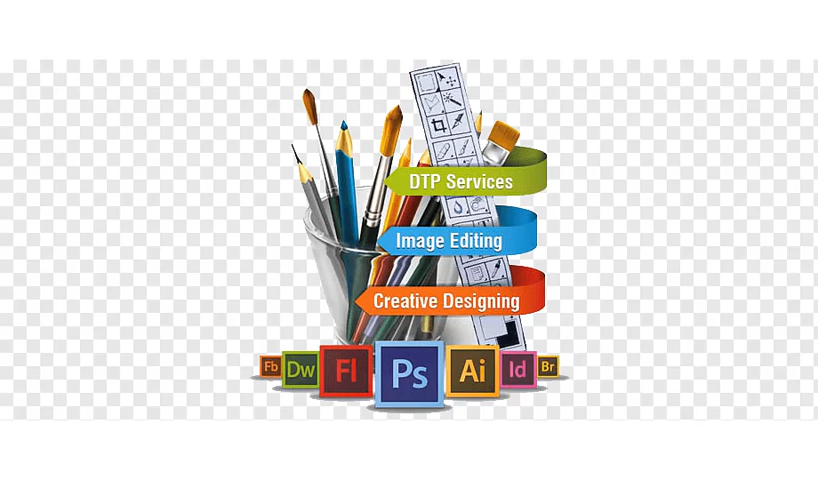 DTP Services
Image Editing
Creative Designing
Fb
Dw
Fl
Ps
Ai
Id
Br